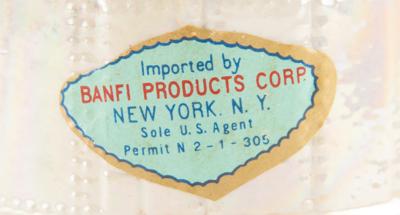 Imported by
BANFI PRODUCTS CORP.
NEW YORK. N. Y.
Sole U.S. Agent
Permit N 2-1-305